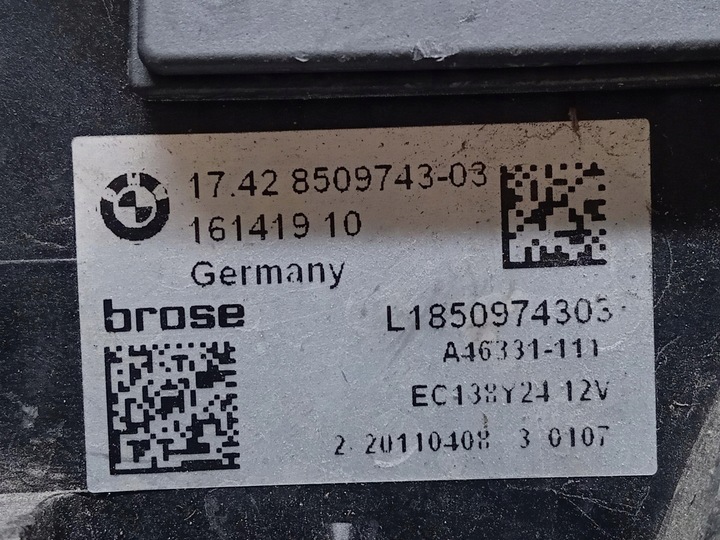 17.42 8509743-03
161419 10
Germany
brose
L1850974303
A46331-111
EC138Y24 12V
2 20110408 3 0107